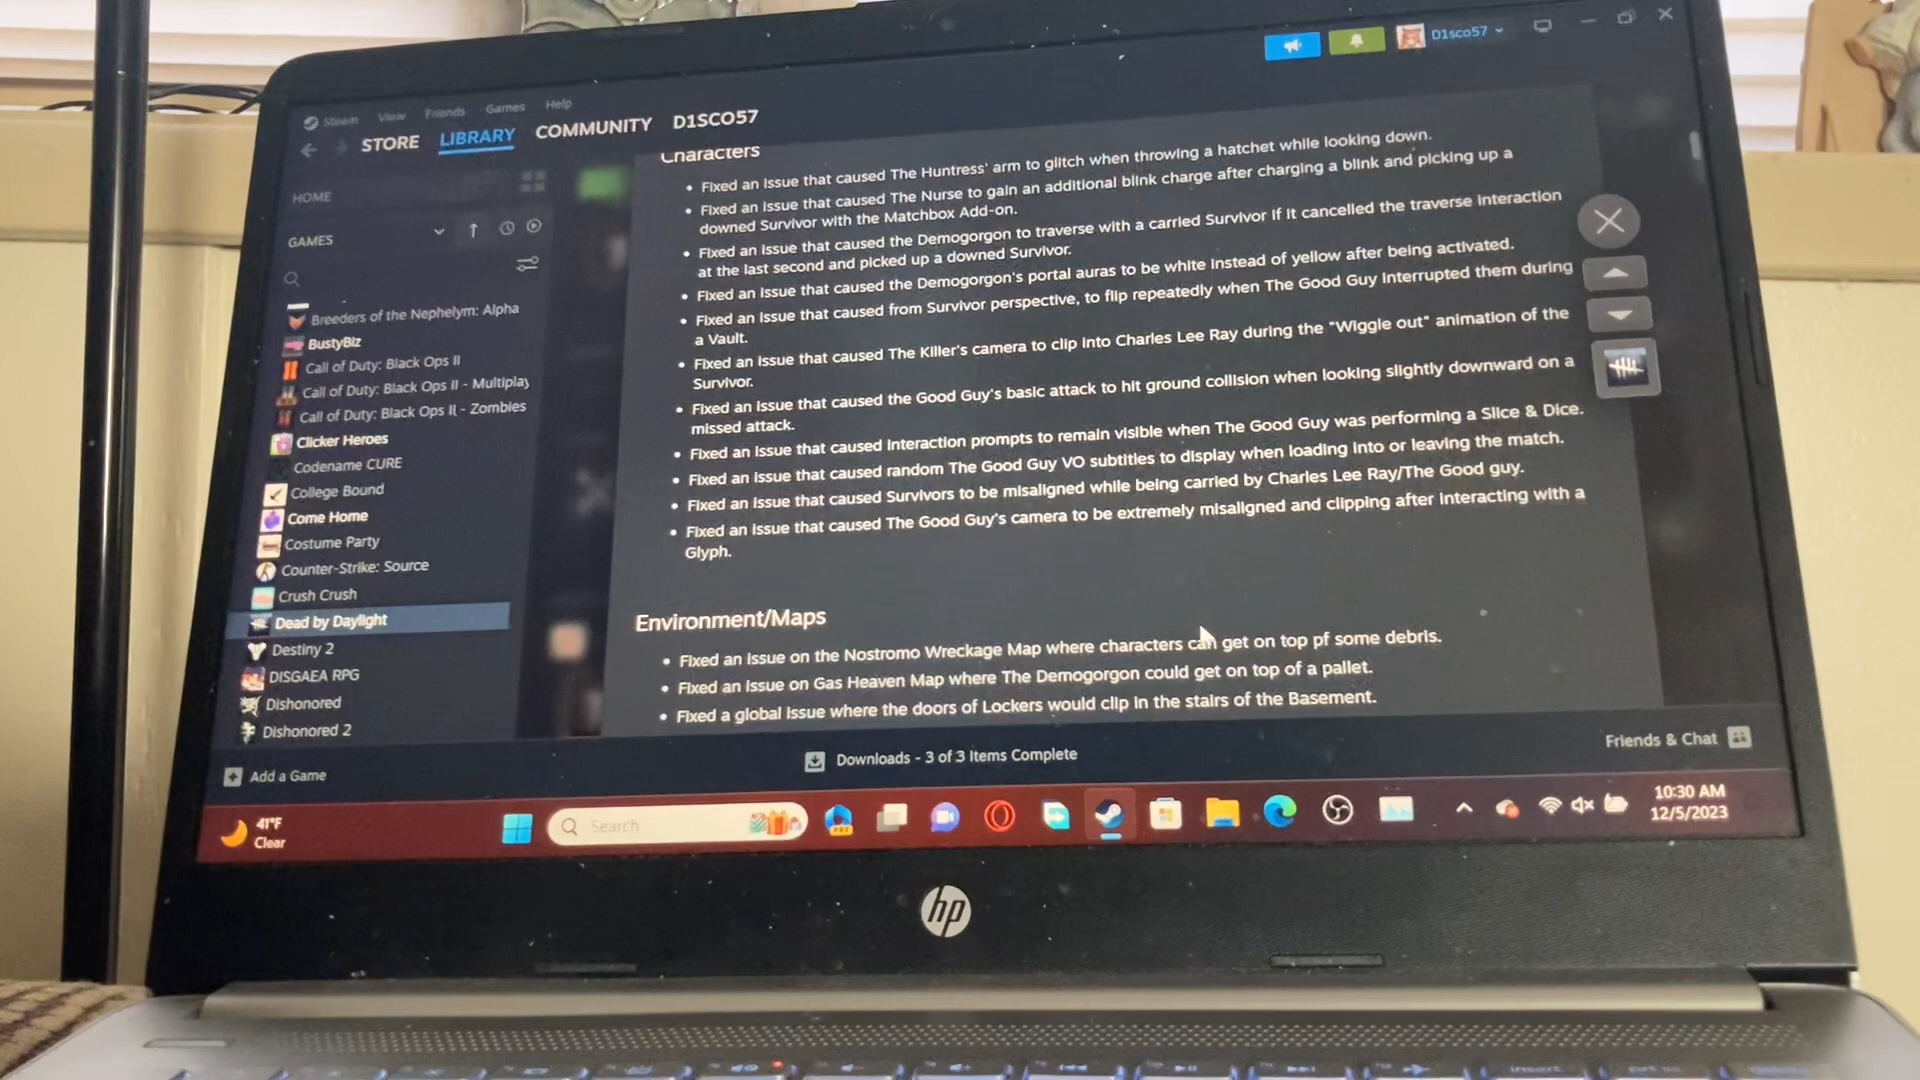 D1sco57
Steam View Friends Games Help
STORE LIBRARY COMMUNITY D1SCO57
HOME
GAMES
Breeders of the Nephelym: Alpha
BustyBiz
Call of Duty: Black Ops II
Call of Duty: Black Ops II - Multiplay
Call of Duty: Black Ops II - Zombies
Clicker Heroes
Codename CURE
College Bound
Come Home
Costume Party
Counter-Strike: Source
Crush Crush
Dead by Daylight
Destiny 2
DISGAEA RPG
Dishonored
Dishonored 2
Add a Game
Characters
• Fixed an issue that caused The Huntress' arm to glitch when throwing a hatchet while looking down.
• Fixed an issue that caused The Nurse to gain an additional blink charge after charging a blink and picking up a
downed Survivor with the Matchbox Add-on.
• Fixed an issue that caused the Demogorgon to traverse with a carried Survivor if it cancelled the traverse interaction
at the last second and picked up a downed Survivor.
• Fixed an issue that caused the Demogorgon's portal auras to be white instead of yellow after being activated.
• Fixed an issue that caused from Survivor perspective, to flip repeatedly when The Good Guy interrupted them during
a Vault.
• Fixed an issue that caused The Killer's camera to clip into Charles Lee Ray during the "Wiggle out" animation of the
Survivor.
• Fixed an issue that caused the Good Guy's basic attack to hit ground collision when looking slightly downward on a
missed attack.
• Fixed an issue that caused interaction prompts to remain visible when The Good Guy was performing a Slice & Dice.
• Fixed an issue that caused random The Good Guy VO subtitles to display when loading into or leaving the match.
• Fixed an issue that caused Survivors to be misaligned while being carried by Charles Lee Ray/The Good guy.
• Fixed an issue that caused The Good Guy's camera to be extremely misaligned and clipping after interacting with a
Glyph.
Environment/Maps
• Fixed an issue on the Nostromo Wreckage Map where characters can get on top pf some debris.
• Fixed an issue on Gas Heaven Map where The Demogorgon could get on top of a pallet.
• Fixed a global issue where the doors of Lockers would clip in the stairs of the Basement.
Downloads - 3 of 3 Items Complete
Friends & Chat
41°F
Clear
Search
10:30 AM
12/5/2023
hp